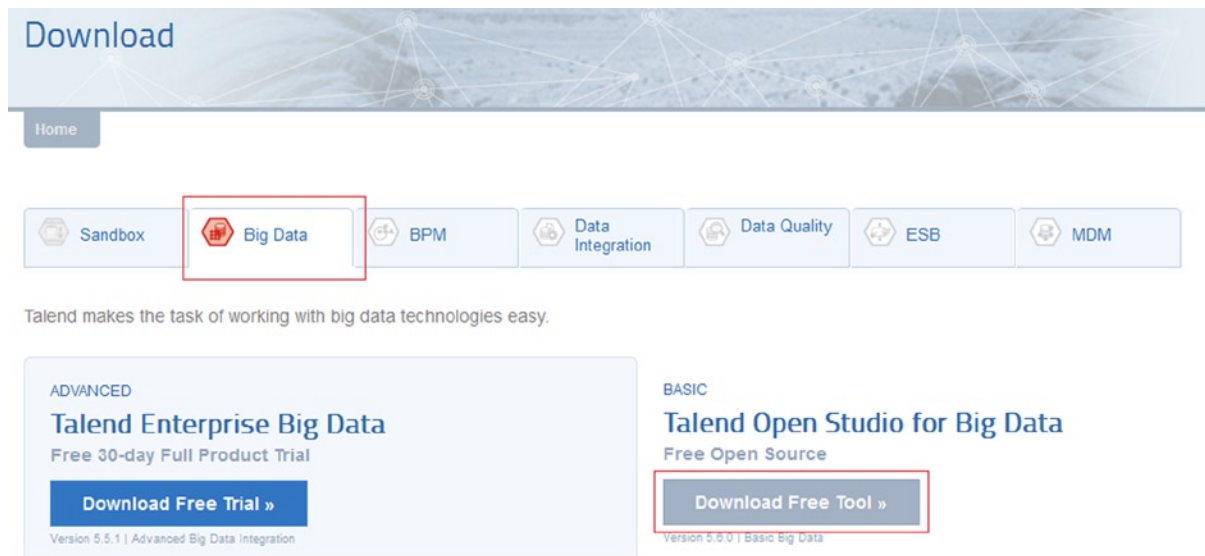 Download
Home
Sandbox
Big Data
BPM
Data
Integration
Data Quality
ESB
MDM
Talend makes the task of working with big data technologies easy.
ADVANCED
Talend Enterprise Big Data
Free 30-day Full Product Trial
Download Free Trial »
Version 5.5.1 | Advanced Big Data Integration
BASIC
Talend Open Studio for Big Data
Free Open Source
Download Free Tool »
Version 5.6.0 | Basic Big Data